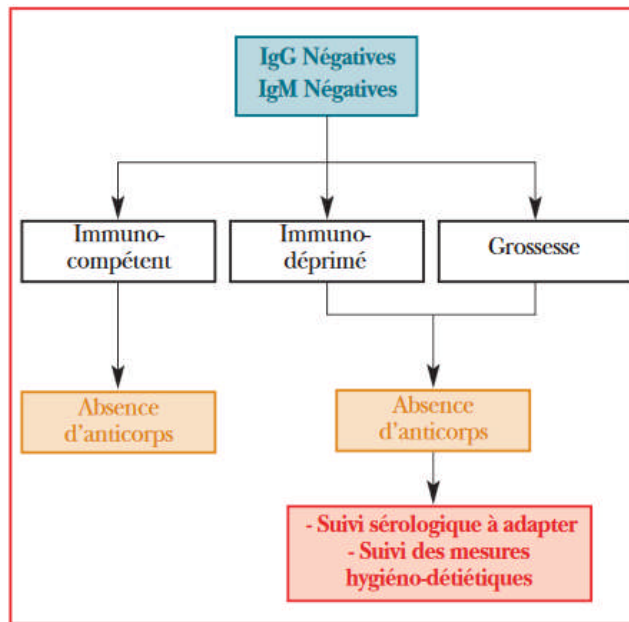 IgG Négatives
IgM Négatives
Immuno-
compétent
Immuno-
déprimé
Grossesse
Absence
d'anticorps
Absence
d'anticorps
- Suivi sérologique à adapter
- Suivi des mesures
hygiéno-détiétiques